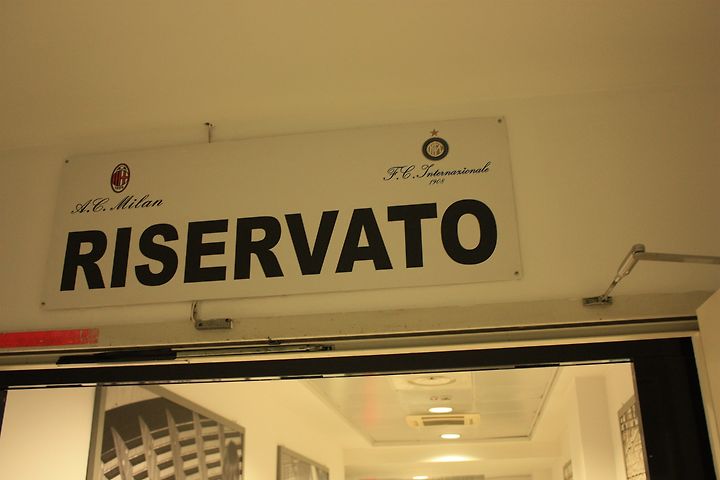 A.C. Milan
F.C. Internazionale
1908
RISERVATO